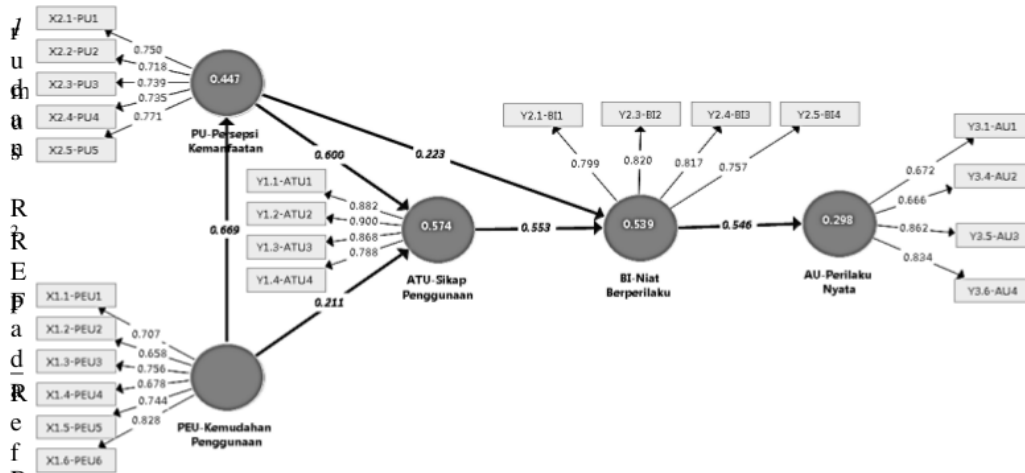 X2.1-PU1
X2.2-PU2
X2.3-PU3
X2.4-PU4
X2.5-PU5
0.750
0.718
0.739
0.735
0.771
0.447
PU-Persepsi
Kemanfaatan
0.600
0.223
0.669
Y1.1-ATU1
Y1.2-ATU2
Y1.3-ATU3
Y1.4-ATU4
0.882
0.900
0.868
0.788
0.574
ATU-Sikap
Penggunaan
0.211
0.553
Y2.1-BI1
Y2.3-BI2
Y2.4-BI3
Y2.5-BI4
0.799
0.820
0.817
0.757
0.539
BI-Niat
Berperilaku
0.546
0.298
AU-Perilaku
Nyata
0.672
0.666
0.862
0.834
Y3.1-AU1
Y3.4-AU2
Y3.5-AU3
Y3.6-AU4
X1.1-PEU1
X1.2-PEU2
X1.3-PEU3
X1.4-PEU4
X1.5-PEU5
X1.6-PEU6
0.707
0.658
0.756
0.678
0.744
0.828
PEU-Kemudahan
Penggunaan